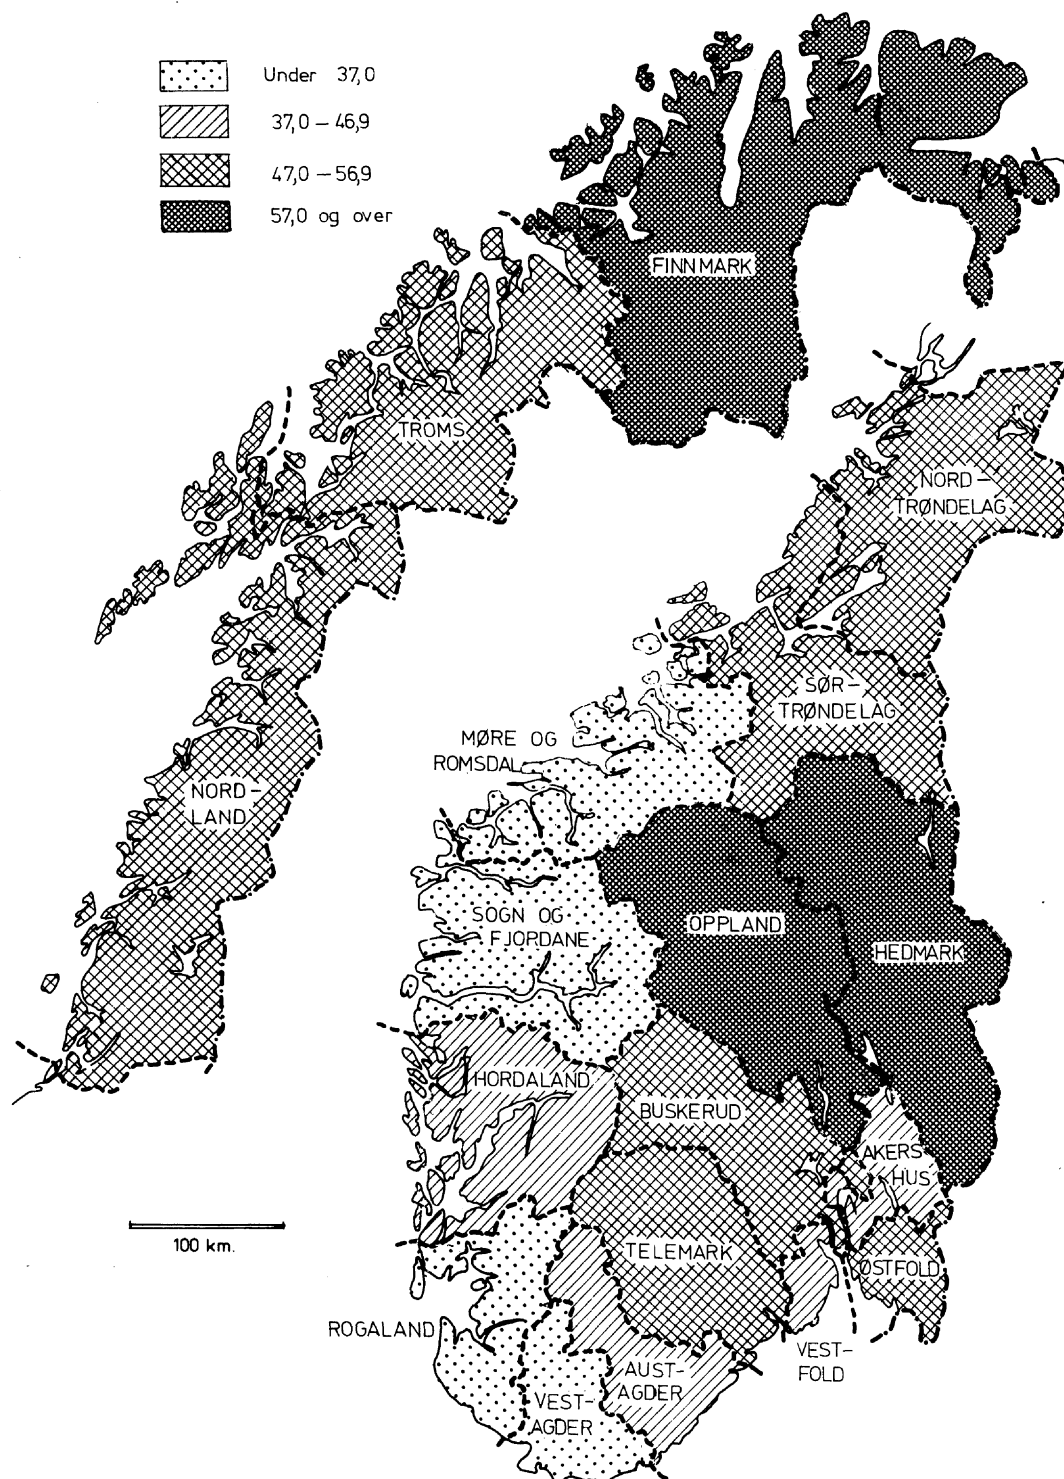 Under 37,0
37,0 – 46,9
47,0 – 56,9
57,0 og over
FINNMARK
TROMS
NORD –
TRØNDELAG
SØR –
TRØNDELAG
MØRE OG
ROMSDAL
NORD –
LAND
SOGN OG
FJORDANE
OPPLAND
HEDMARK
HORDALAND
BUSKERUD
AKERS
HUS
100 km.
TELEMARK
ØSTFOLD
ROGALAND
VEST–
FOLD
AUST–
AGDER
VEST–
AGDER